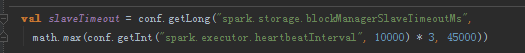 val slaveTimeout = conf.getLong("spark.storage.blockManagerSlaveTimeoutMs",
math.max(conf.getInt("spark.executor.heartbeatInterval", 10000) * 3, 45000))